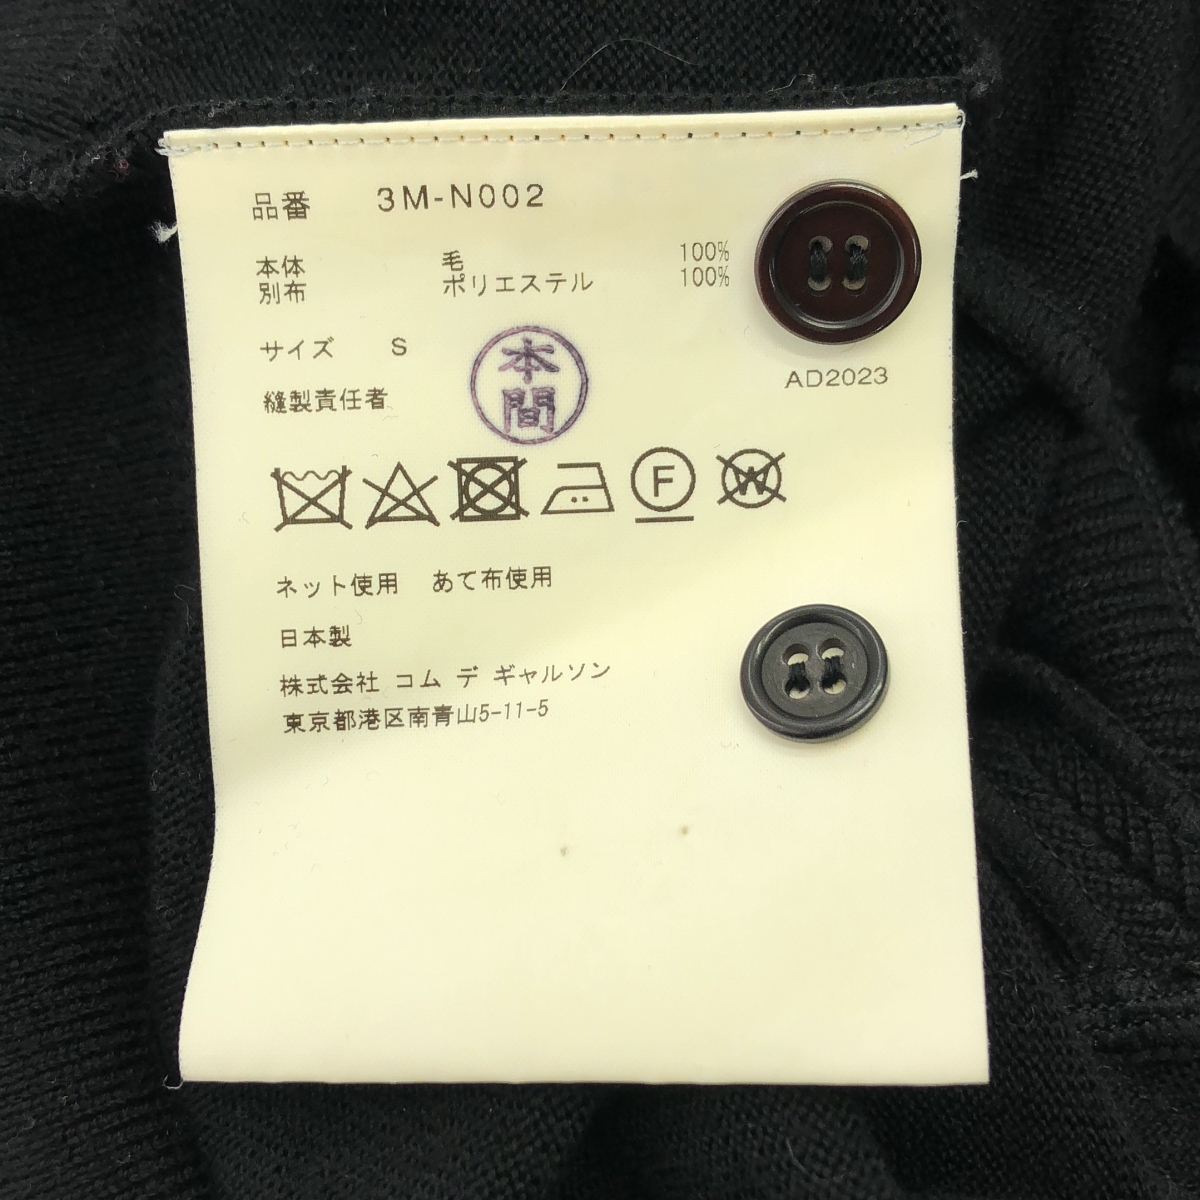 品番 3M-N002
本体 毛 100%
別布 ポリエステル 100%
サイズ S
本間
AD2023
縫製責任者
F W
ネット使用 あて布使用
日本製
株式会社 コム デ ギャルソン
東京都港区南青山5-11-5